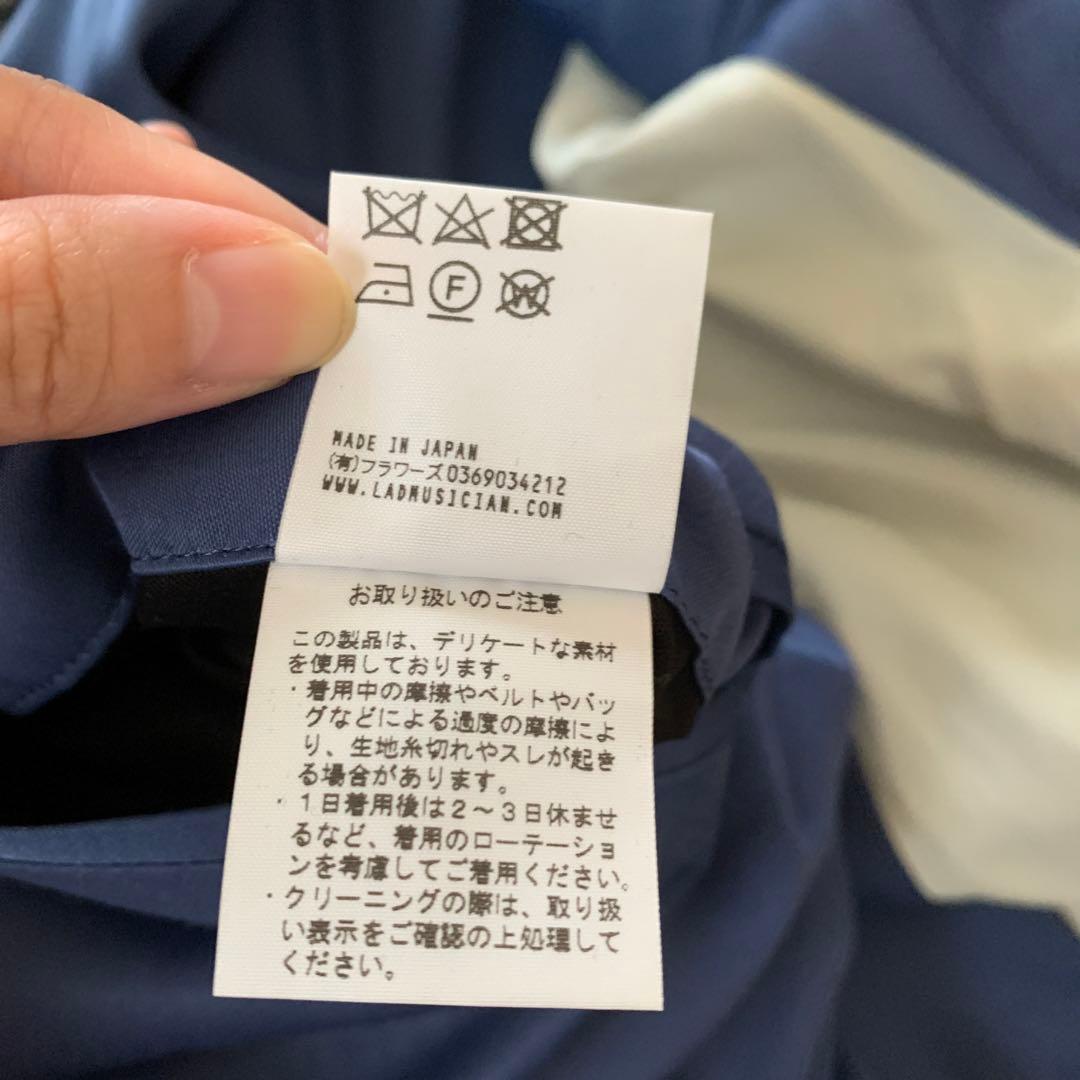 F W
MADE IN JAPAN
(有)フラワーズ0369034212
WWW.LADMUSICIAN.COM
お取り扱いのご注意
この製品は、デリケートな素材
を使用しております。
・着用中の摩擦やベルトやバッ
グなどによる過度の摩擦によ
り、生地糸切れやスレが起き
る場合があります。
・1日着用後は2〜3日休ませ
るなど、着用のローテーショ
ンを考慮してご着用ください。
・クリーニングの際は、取り扱
い表示をご確認の上処理して
ください。